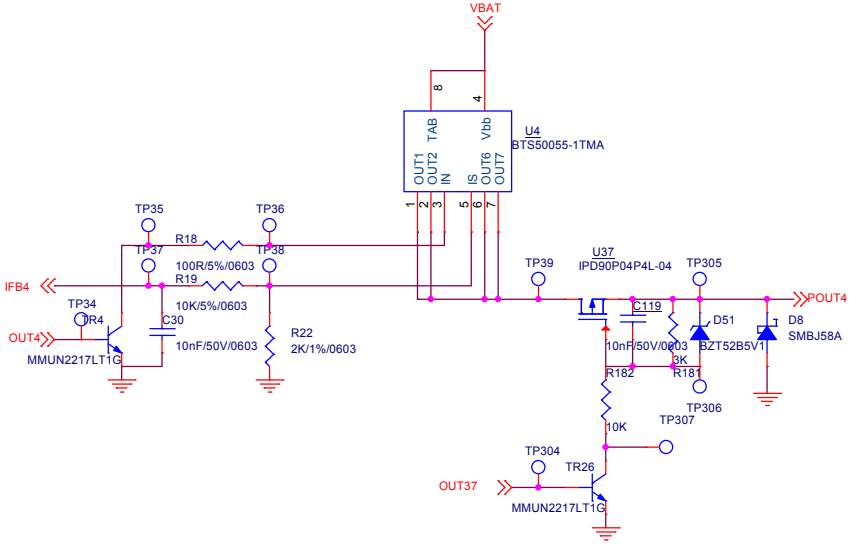 VBAT
8
4
TAB
Vbb
U4
BTS50055-1TMA
OUT1
OUT2
IN
IS
OUT6
OUT7
1
2
3
5
6
7
TP35
TP36
R18
100R/5%/0603
TP37
TP38
R19
IFB4
10K/5%/0603
TP34
TR4
C30
OUT4
10nF/50V/0603
MMUN2217LT1G
R22
2K/1%/0603
TP39
U37
IPD90P04P4L-04
TP305
POUT4
C119
10nF/50V/0603
3K
R181
D51
BZT52B5V1
D8
SMBJ58A
TP306
R182
10K
TP307
TP304
TR26
OUT37
MMUN2217LT1G